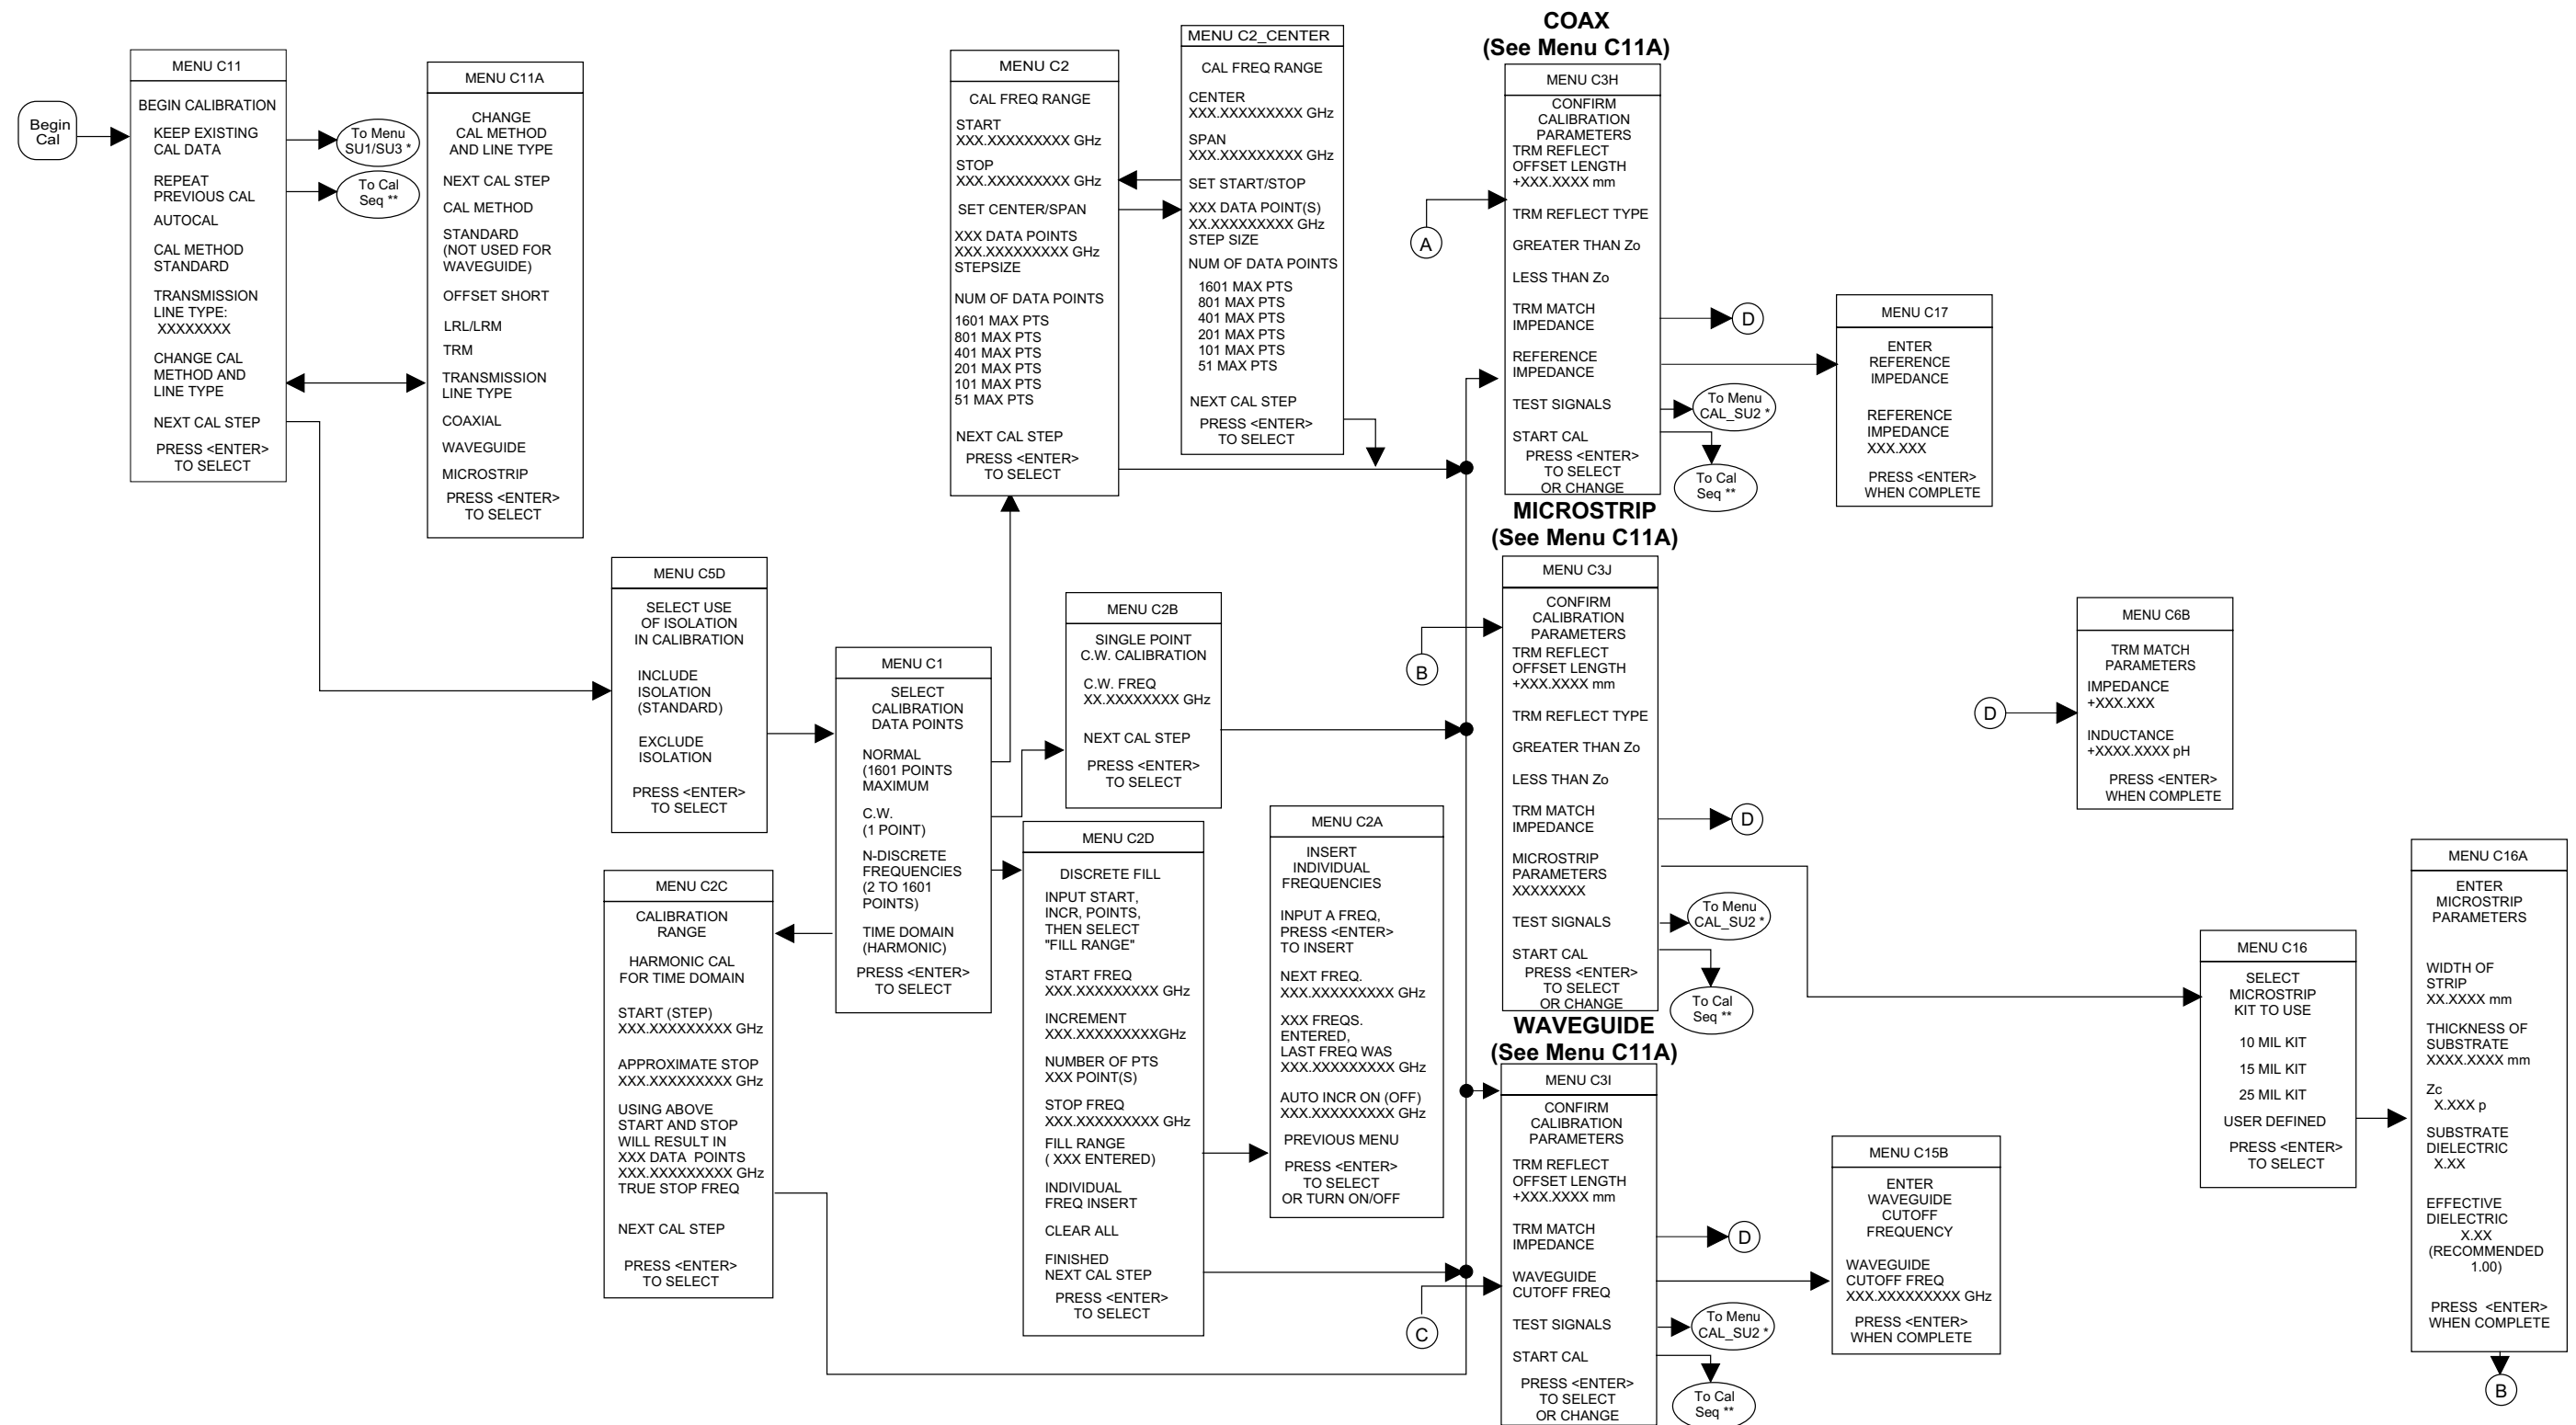 Begin
Cal
MENU C11
BEGIN CALIBRATION
KEEP EXISTING
CAL DATA
REPEAT
PREVIOUS CAL
AUTOCAL
CAL METHOD
STANDARD
TRANSMISSION
LINE TYPE:
XXXXXXXX
CHANGE CAL
METHOD AND
LINE TYPE
NEXT CAL STEP
PRESS <ENTER>
TO SELECT
To Menu
SU1/SU3 *
To Cal
Seq **
MENU C11A
CHANGE
CAL METHOD
AND LINE TYPE
NEXT CAL STEP
CAL METHOD
STANDARD
(NOT USED FOR
WAVEGUIDE)
OFFSET SHORT
LRL/LRM
TRM
TRANSMISSION
LINE TYPE
COAXIAL
WAVEGUIDE
MICROSTRIP
PRESS <ENTER>
TO SELECT
MENU C5D
SELECT USE
OF ISOLATION
IN CALIBRATION
INCLUDE
ISOLATION
(STANDARD)
EXCLUDE
ISOLATION
PRESS <ENTER>
TO SELECT
MENU C2C
CALIBRATION
RANGE
HARMONIC CAL
FOR TIME DOMAIN
START (STEP)
XXX.XXXXXXXXX GHz
APPROXIMATE STOP
XXX.XXXXXXXXX GHz
USING ABOVE
START AND STOP
WILL RESULT IN
XXX DATA  POINTS
XXX.XXXXXXXXX GHz
TRUE STOP FREQ
NEXT CAL STEP
PRESS <ENTER>
TO SELECT
MENU C1
SELECT
CALIBRATION
DATA POINTS
NORMAL
(1601 POINTS
MAXIMUM
C.W.
(1 POINT)
N-DISCRETE
FREQUENCIES
(2 TO 1601
POINTS)
TIME DOMAIN
(HARMONIC)
PRESS <ENTER>
TO SELECT
MENU C2
CAL FREQ RANGE
START
XXX.XXXXXXXXX GHz
STOP
XXX.XXXXXXXXX GHz
SET CENTER/SPAN
XXX DATA POINTS
XXX.XXXXXXXXX GHz
STEPSIZE
NUM OF DATA POINTS
1601 MAX PTS
801 MAX PTS
401 MAX PTS
201 MAX PTS
101 MAX PTS
51 MAX PTS
NEXT CAL STEP
PRESS <ENTER>
TO SELECT
MENU C2_CENTER
CAL FREQ RANGE
CENTER
XXX.XXXXXXXXX GHz
SPAN
XXX.XXXXXXXXX GHz
SET START/STOP
XXX DATA POINT(S)
XX.XXXXXXXXX GHz
STEP SIZE
NUM OF DATA POINTS
1601 MAX PTS
801 MAX PTS
401 MAX PTS
201 MAX PTS
101 MAX PTS
51 MAX PTS
NEXT CAL STEP
PRESS <ENTER>
TO SELECT
MENU C2B
SINGLE POINT
C.W. CALIBRATION
C.W. FREQ
XX.XXXXXXXX GHz
NEXT CAL STEP
PRESS <ENTER>
TO SELECT
MENU C2D
DISCRETE FILL
INPUT START,
INCR, POINTS,
THEN SELECT
"FILL RANGE"
START FREQ
XXX.XXXXXXXXX GHz
INCREMENT
XXX.XXXXXXXXXGHz
NUMBER OF PTS
XXX POINT(S)
STOP FREQ
XXX.XXXXXXXXX GHz
FILL RANGE
( XXX ENTERED)
INDIVIDUAL
FREQ INSERT
CLEAR ALL
FINISHED
NEXT CAL STEP
PRESS <ENTER>
TO SELECT
MENU C2A
INSERT
INDIVIDUAL
FREQUENCIES
INPUT A FREQ,
PRESS <ENTER>
TO INSERT
NEXT FREQ.
XXX.XXXXXXXXX GHz
XXX FREQS.
ENTERED,
LAST FREQ WAS
XXX.XXXXXXXXX GHz
AUTO INCR ON (OFF)
XXX.XXXXXXXXX GHz
PREVIOUS MENU
PRESS <ENTER>
TO SELECT
OR TURN ON/OFF
COAX
(See Menu C11A)
A
MENU C3H
CONFIRM
CALIBRATION
PARAMETERS
TRM REFLECT
OFFSET LENGTH
+XXX.XXXX mm
TRM REFLECT TYPE
GREATER THAN Zo
LESS THAN Zo
TRM MATCH
IMPEDANCE
REFERENCE
IMPEDANCE
TEST SIGNALS
START CAL
PRESS <ENTER>
TO SELECT
OR CHANGE
D
To Menu
CAL_SU2 *
To Cal
Seq **
MENU C17
ENTER
REFERENCE
IMPEDANCE
REFERENCE
IMPEDANCE
XXX.XXX
PRESS <ENTER>
WHEN COMPLETE
MICROSTRIP
(See Menu C11A)
B
MENU C3J
CONFIRM
CALIBRATION
PARAMETERS
TRM REFLECT
OFFSET LENGTH
+XXX.XXXX mm
TRM REFLECT TYPE
GREATER THAN Zo
LESS THAN Zo
TRM MATCH
IMPEDANCE
MICROSTRIP
PARAMETERS
XXXXXXXX
TEST SIGNALS
START CAL
PRESS <ENTER>
TO SELECT
OR CHANGE
D
To Menu
CAL_SU2 *
To Cal
Seq **
WAVEGUIDE
(See Menu C11A)
C
MENU C3I
CONFIRM
CALIBRATION
PARAMETERS
TRM REFLECT
OFFSET LENGTH
+XXX.XXXX mm
TRM MATCH
IMPEDANCE
WAVEGUIDE
CUTOFF FREQ
TEST SIGNALS
START CAL
PRESS <ENTER>
TO SELECT
OR CHANGE
D
To Menu
CAL_SU2 *
To Cal
Seq **
MENU C15B
ENTER
WAVEGUIDE
CUTOFF
FREQUENCY
WAVEGUIDE
CUTOFF FREQ
XXX.XXXXXXXXX GHz
PRESS <ENTER>
WHEN COMPLETE
D
MENU C6B
TRM MATCH
PARAMETERS
IMPEDANCE
+XXX.XXX
INDUCTANCE
+XXXX.XXXX pH
PRESS <ENTER>
WHEN COMPLETE
MENU C16
SELECT
MICROSTRIP
KIT TO USE
10 MIL KIT
15 MIL KIT
25 MIL KIT
USER DEFINED
PRESS <ENTER>
TO SELECT
MENU C16A
ENTER
MICROSTRIP
PARAMETERS
WIDTH OF
STRIP
XX.XXXX mm
THICKNESS OF
SUBSTRATE
XXXX.XXXX mm
Zc
X.XXX p
SUBSTRATE
DIELECTRIC
X.XX
EFFECTIVE
DIELECTRIC
X.XX
(RECOMMENDED
1.00)
PRESS  <ENTER>
WHEN COMPLETE
B